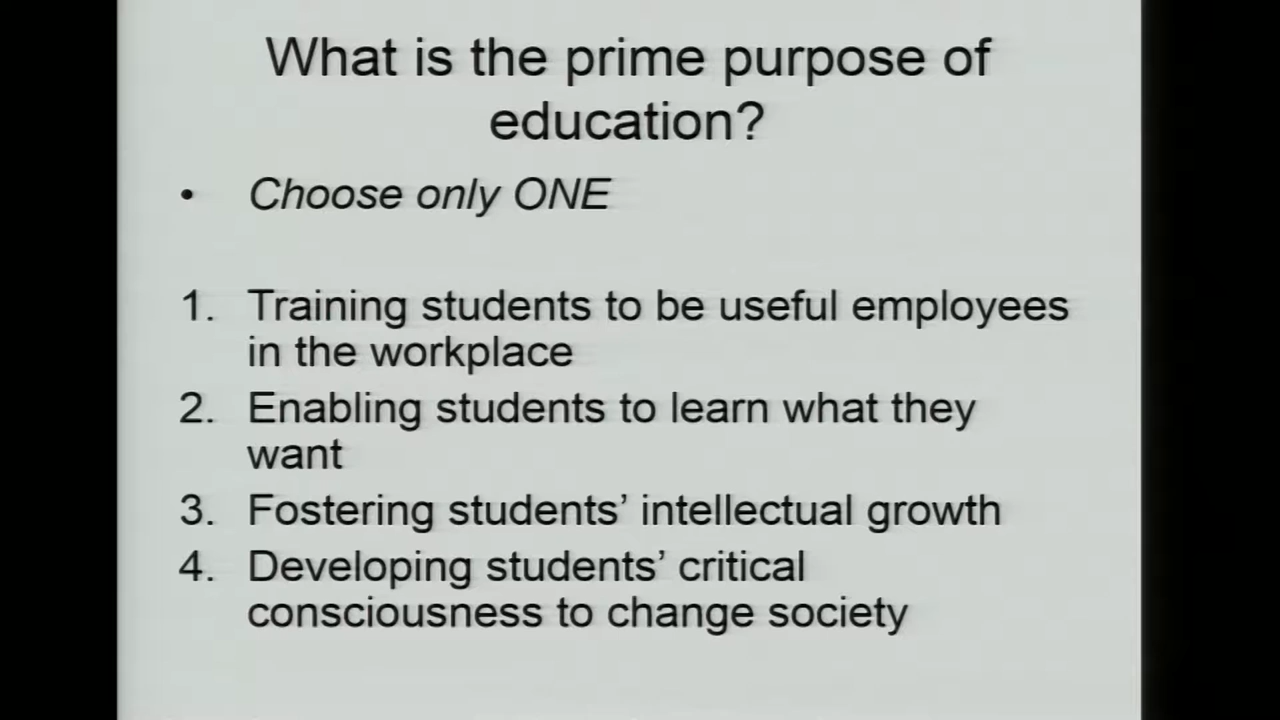 What is the prime purpose of
education?
• Choose only ONE
1. Training students to be useful employees
in the workplace
2. Enabling students to learn what they
want
3. Fostering students’ intellectual growth
4. Developing students’ critical
consciousness to change society